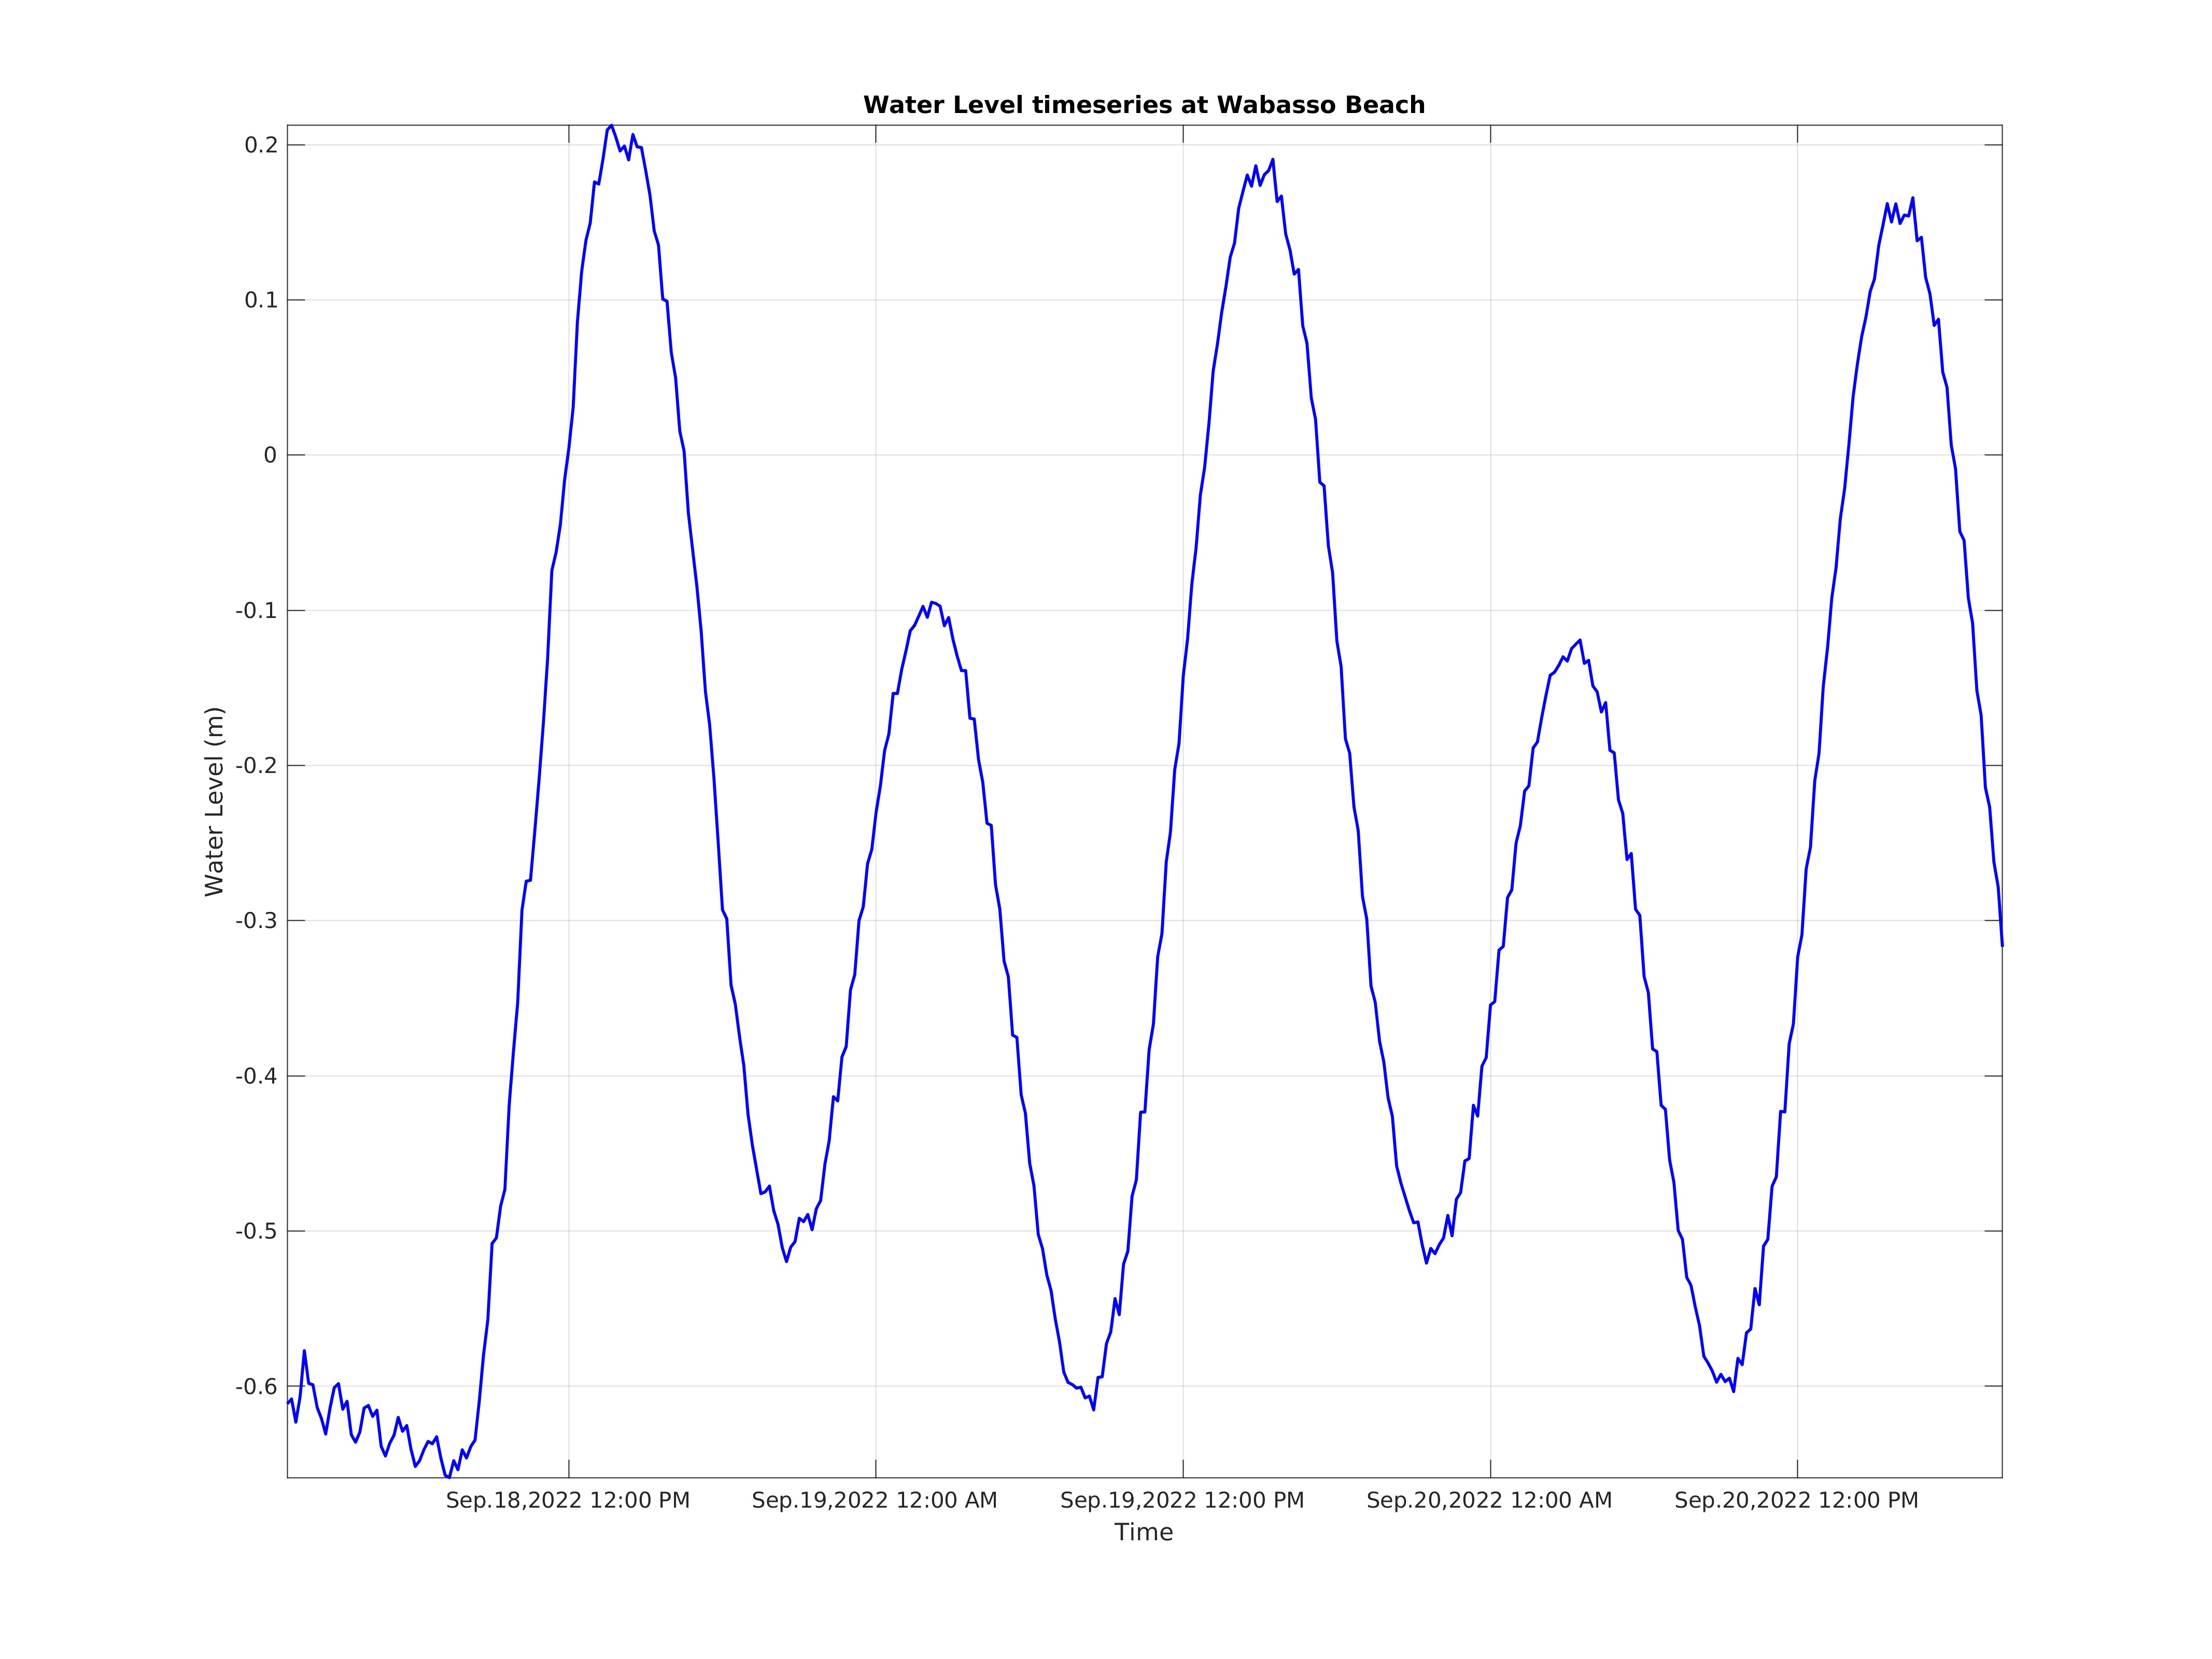 Water Level timeseries at Wabasso Beach
0.2
0.1
0
-0.1
-0.2
-0.3
-0.4
-0.5
-0.6
Water Level (m)
Sep.18,2022 12:00 PM
Sep.19,2022 12:00 AM
Sep.19,2022 12:00 PM
Sep.20,2022 12:00 AM
Sep.20,2022 12:00 PM
Time